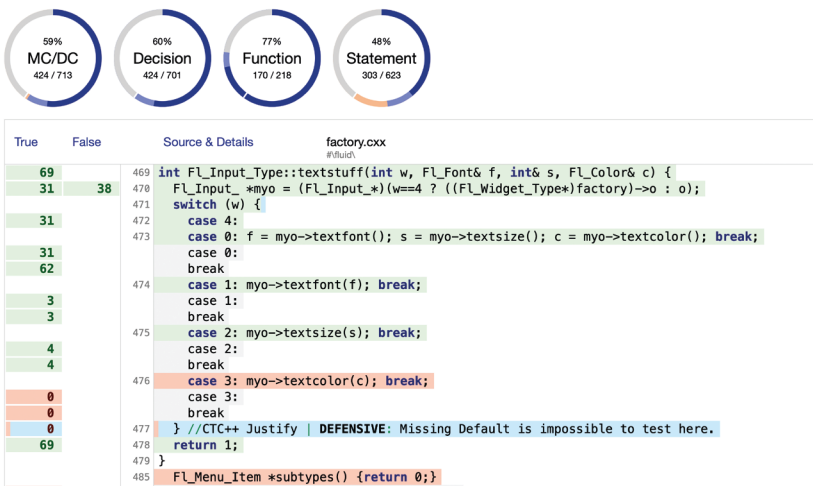 59% 60% 77% 48%
MC/DC Decision Function Statement
424 / 713 424 / 701 170 / 218 303 / 623
True False Source & Details factory.cxx
#\fluid\
69 469 int Fl_Input_Type::textstuff(int w, Fl_Font& f, int& s, Fl_Color& c) {
31 38 470 Fl_Input_ *myo = (Fl_Input_*)(w==4 ? ((Fl_Widget_Type*)factory)->o : o);
471 switch (w) {
31 472 case 4:
473 case 0: f = myo->textfont(); s = myo->textsize(); c = myo->textcolor(); break;
31 case 0:
62 break
474 case 1: myo->textfont(f); break;
3 case 1:
3 break
475 case 2: myo->textsize(s); break;
4 case 2:
4 break
476 case 3: myo->textcolor(c); break;
0 case 3:
0 break
0 477 } //CTC++ Justify | DEFENSIVE: Missing Default is impossible to test here.
69 478 return 1;
479 }
485 Fl_Menu_Item *subtypes() {return 0;}